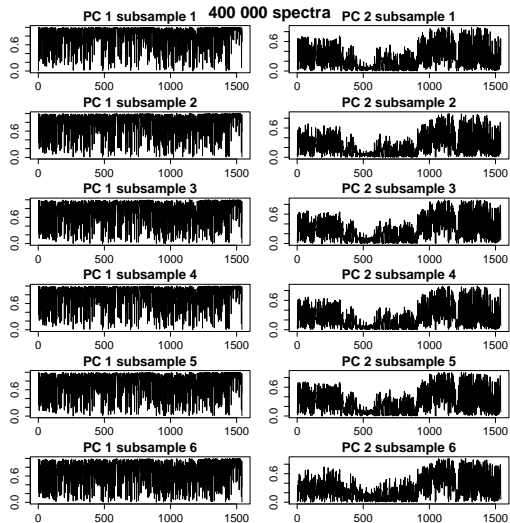 400 000 spectra
PC 1 subsample 1
0.0 0.6
0 500 1000 1500
PC 2 subsample 1
0.0 0.6
0 500 1000 1500
PC 1 subsample 2
0.0 0.6
0 500 1000 1500
PC 2 subsample 2
0.0 0.6
0 500 1000 1500
PC 1 subsample 3
0.0 0.6
0 500 1000 1500
PC 2 subsample 3
0.0 0.6
0 500 1000 1500
PC 1 subsample 4
0.0 0.6
0 500 1000 1500
PC 2 subsample 4
0.0 0.6
0 500 1000 1500
PC 1 subsample 5
0.0 0.6
0 500 1000 1500
PC 2 subsample 5
0.0 0.6
0 500 1000 1500
PC 1 subsample 6
0.0 0.6
0 500 1000 1500
PC 2 subsample 6
0.0 0.6
0 500 1000 1500